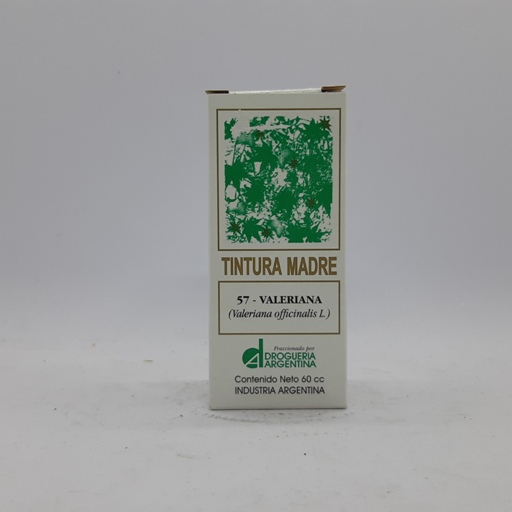 TINTURA MADRE
57 - VALERIANA
(Valeriana officinalis L.)
Fraccionado por
DROGUERIA
ARGENTINA
Contenido Neto 60 cc
INDUSTRIA ARGENTINA